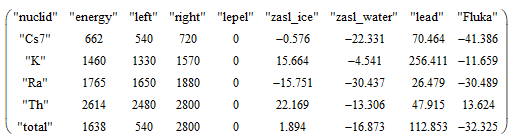 "nuclid" "energy" "left" "right" "lepel" "zasl_ice" "zasl_water" "lead" "Fluka"
"Cs7" 662 540 720 0 −0.576 −22.331 70.464 −41.386
"K" 1460 1330 1570 0 15.664 −4.541 256.411 −11.659
"Ra" 1765 1650 1880 0 −15.751 −30.437 26.479 −30.489
"Th" 2614 2480 2800 0 22.169 −13.306 47.915 13.624
"total" 1638 540 2800 0 1.894 −16.873 112.853 −32.325